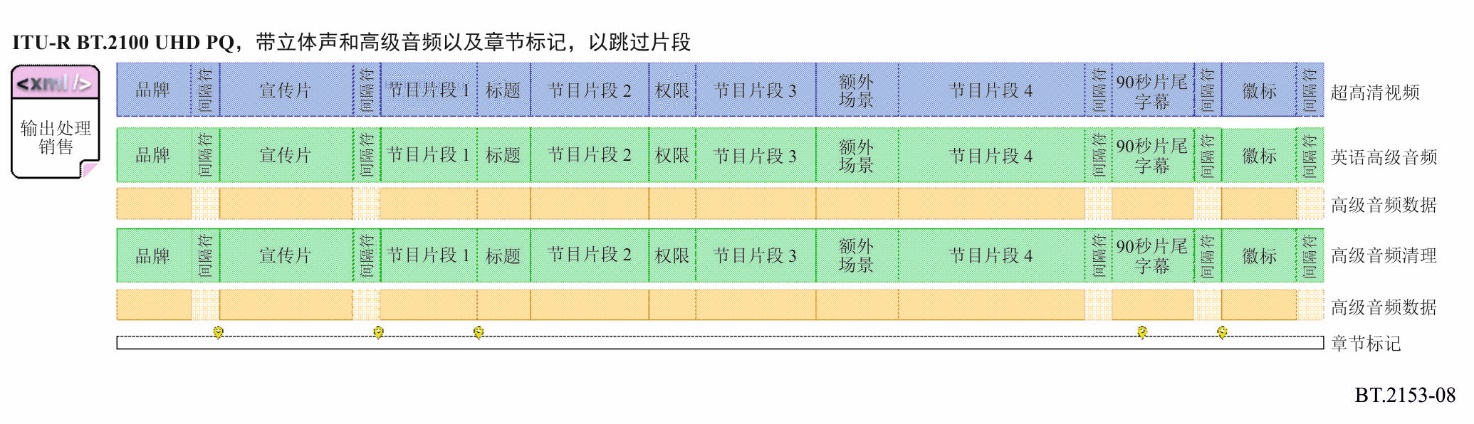 ITU-R BT.2100 UHD PQ，带立体声和高级音频以及章节标记，以跳过片段
<xml />
输出处理
销售
品牌 间隔符 宣传片 间隔符 节目片段 1 标题 节目片段 2 权限 节目片段 3 额外场景 节目片段 4 间隔符 90秒片尾字幕 间隔符 徽标 间隔符 超高清视频
品牌 间隔符 宣传片 间隔符 节目片段 1 标题 节目片段 2 权限 节目片段 3 额外场景 节目片段 4 间隔符 90秒片尾字幕 间隔符 徽标 间隔符 英语高级音频
高级音频数据
品牌 间隔符 宣传片 间隔符 节目片段 1 标题 节目片段 2 权限 节目片段 3 额外场景 节目片段 4 间隔符 90秒片尾字幕 间隔符 徽标 间隔符 高级音频清理
高级音频数据
章节标记
BT.2153-08